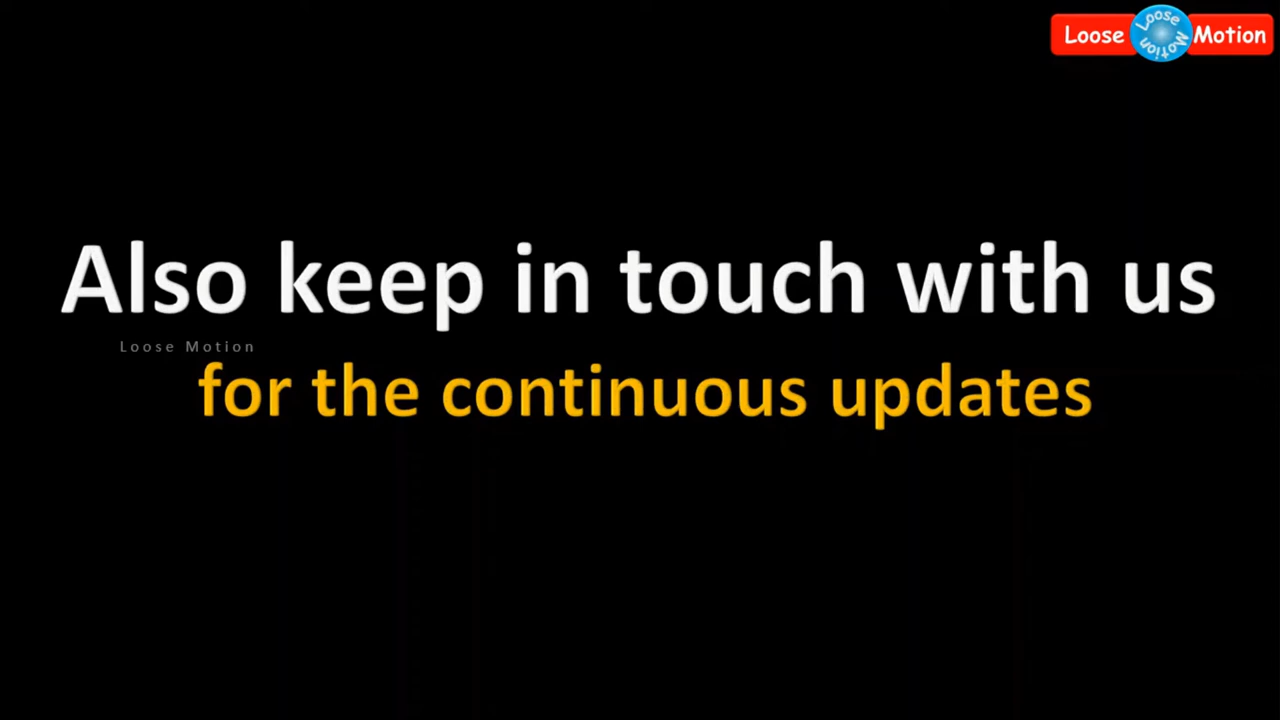 Loose Loose Motion Motion
Also keep in touch with us
Loose Motion
for the continuous updates